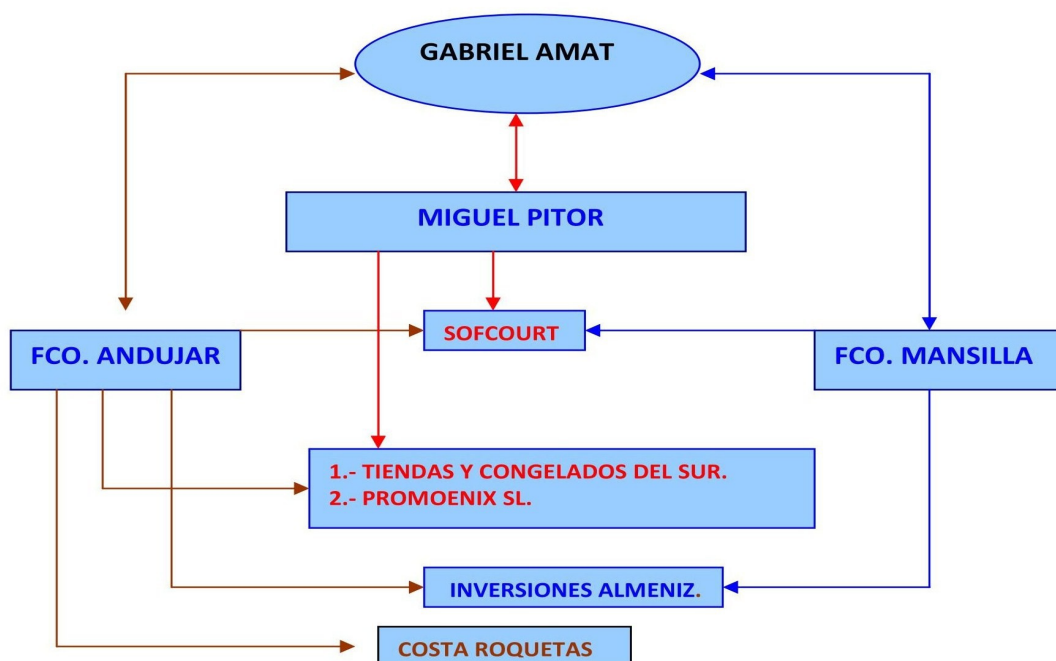 GABRIEL AMAT
MIGUEL PITOR
SOFCOURT
FCO. ANDUJAR
FCO. MANSILLA
1.- TIENDAS Y CONGELADOS DEL SUR.
2.- PROMOENIX SL.
INVERSIONES ALMENIZ.
COSTA ROQUETAS